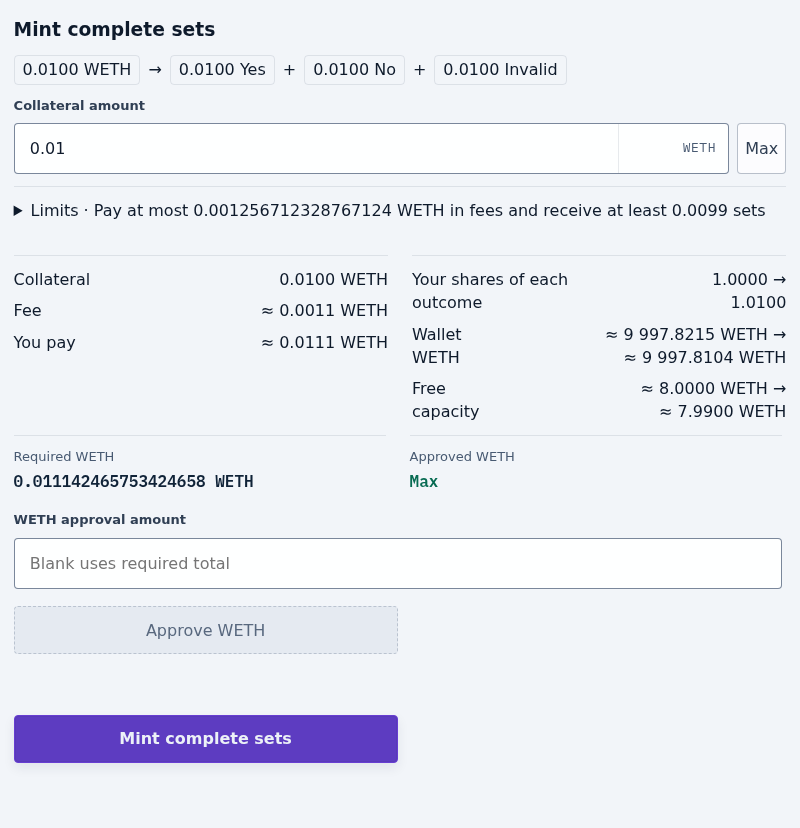 Mint complete sets
0.0100 WETH → 0.0100 Yes + 0.0100 No + 0.0100 Invalid
Collateral amount
0.01 WETH Max
▶ Limits · Pay at most 0.001256712328767124 WETH in fees and receive at least 0.0099 sets
Collateral 0.0100 WETH
Fee ≈ 0.0011 WETH
You pay ≈ 0.0111 WETH
Your shares of each 1.0000 →
outcome 1.0100
Wallet ≈ 9 997.8215 WETH →
WETH ≈ 9 997.8104 WETH
Free ≈ 8.0000 WETH →
capacity ≈ 7.9900 WETH
Required WETH
0.011142465753424658 WETH
Approved WETH
Max
WETH approval amount
Blank uses required total
Approve WETH
Mint complete sets